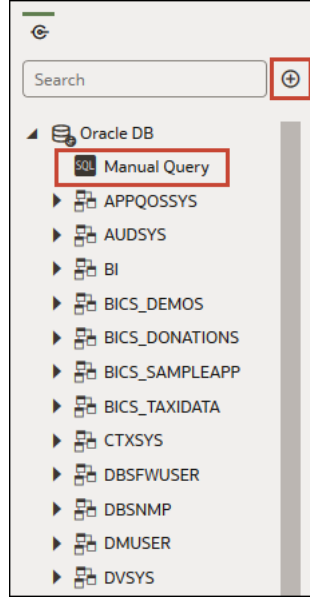 Search
Oracle DB
SQL Manual Query
APPQOSSYS
AUDSYS
BI
BICS_DEMOS
BICS_DONATIONS
BICS_SAMPLEAPP
BICS_TAXIDATA
CTXSYS
DBSFWUSER
DBSNMP
DMUSER
DVSYS